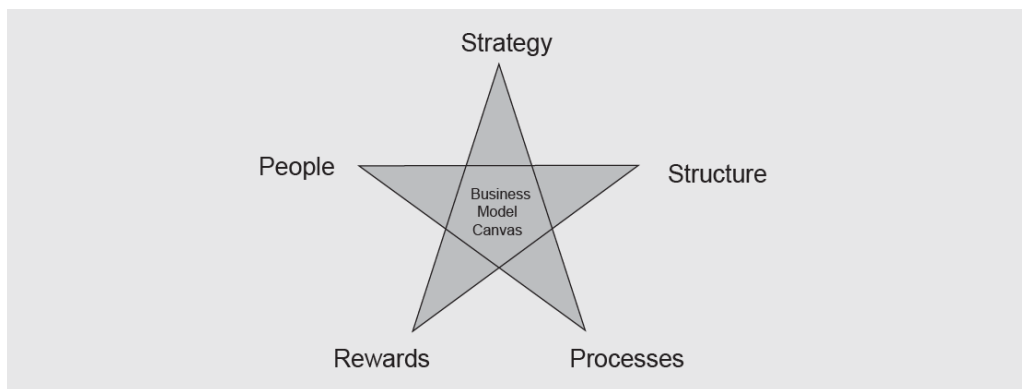 Strategy
People
Structure
Business
Model
Canvas
Rewards
Processes